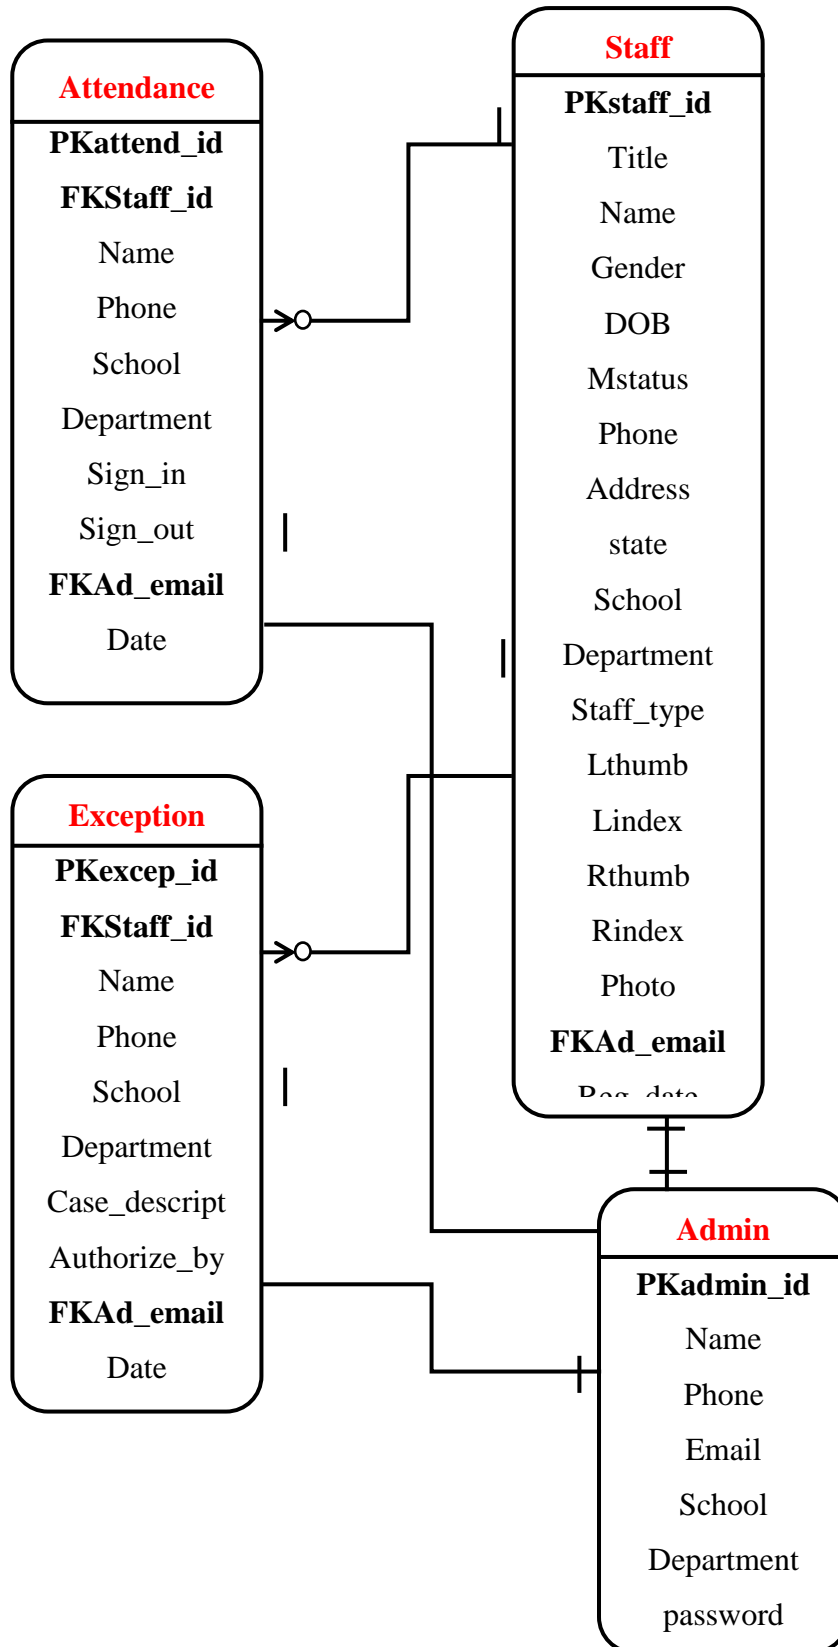 Attendance
PKattend_id
FKStaff_id
Name
Phone
School
Department
Sign_in
Sign_out
FKAd_email
Date
Staff
PKstaff_id
Title
Name
Gender
DOB
Mstatus
Phone
Address
state
School
Department
Staff_type
Lthumb
Lindex
Rthumb
Rindex
Photo
FKAd_email
Reg_date
Exception
PKexcep_id
FKStaff_id
Name
Phone
School
Department
Case_descript
Authorize_by
FKAd_email
Date
Admin
PKadmin_id
Name
Phone
Email
School
Department
password